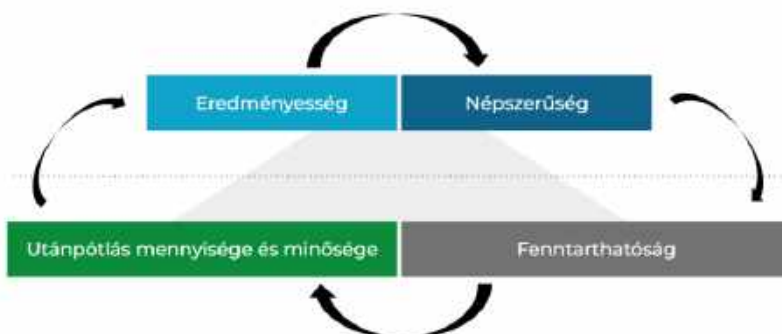 Eredményesség
Népszerűség
Utánpótlás mennyisége és minősége
Fenntarthatóság